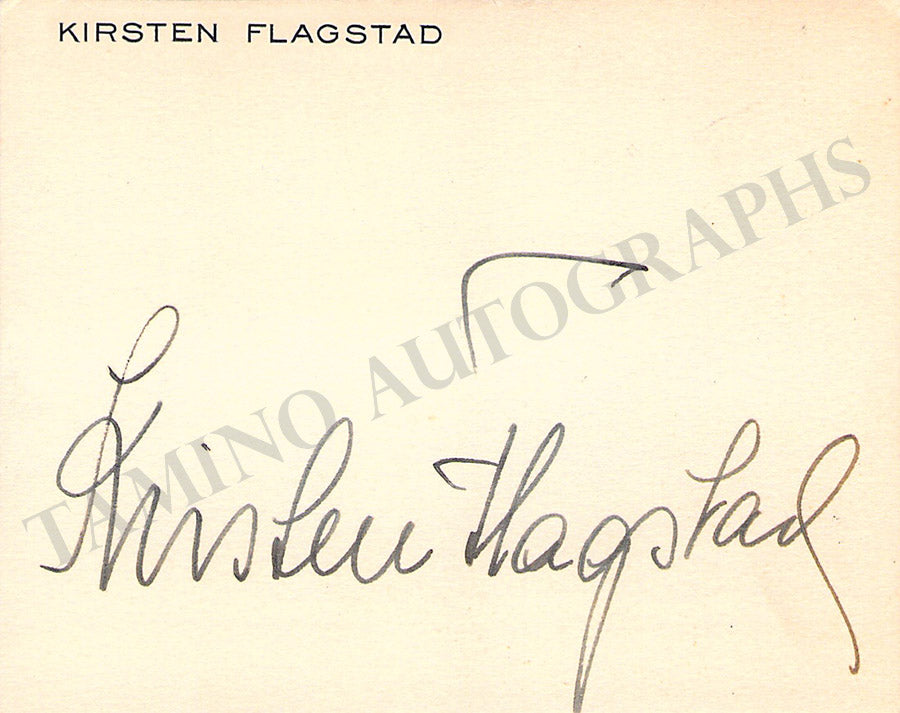 KIRSTEN FLAGSTAD
TAMINO AUTOGRAPHS
Kirsten Flagstad